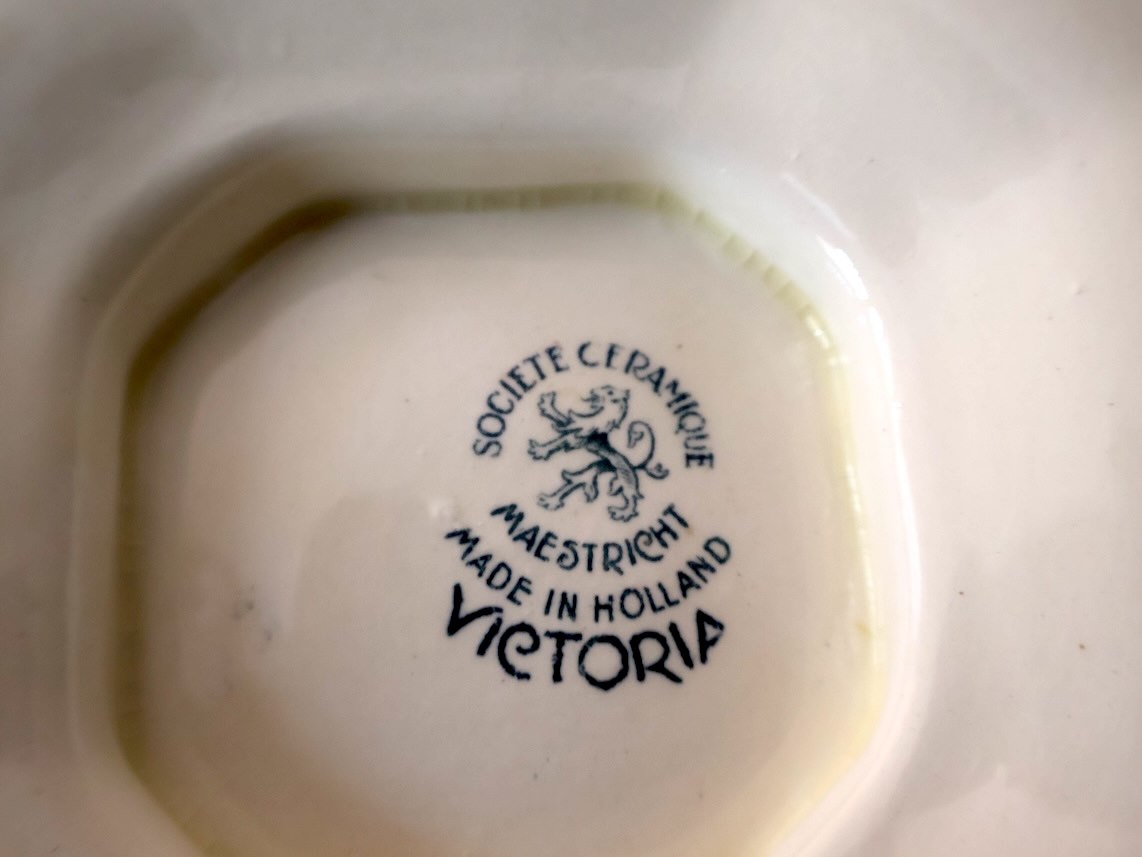 SOCIETE CERAMIQUE
MAESTRICHT
MADE IN HOLLAND
VICTORIA